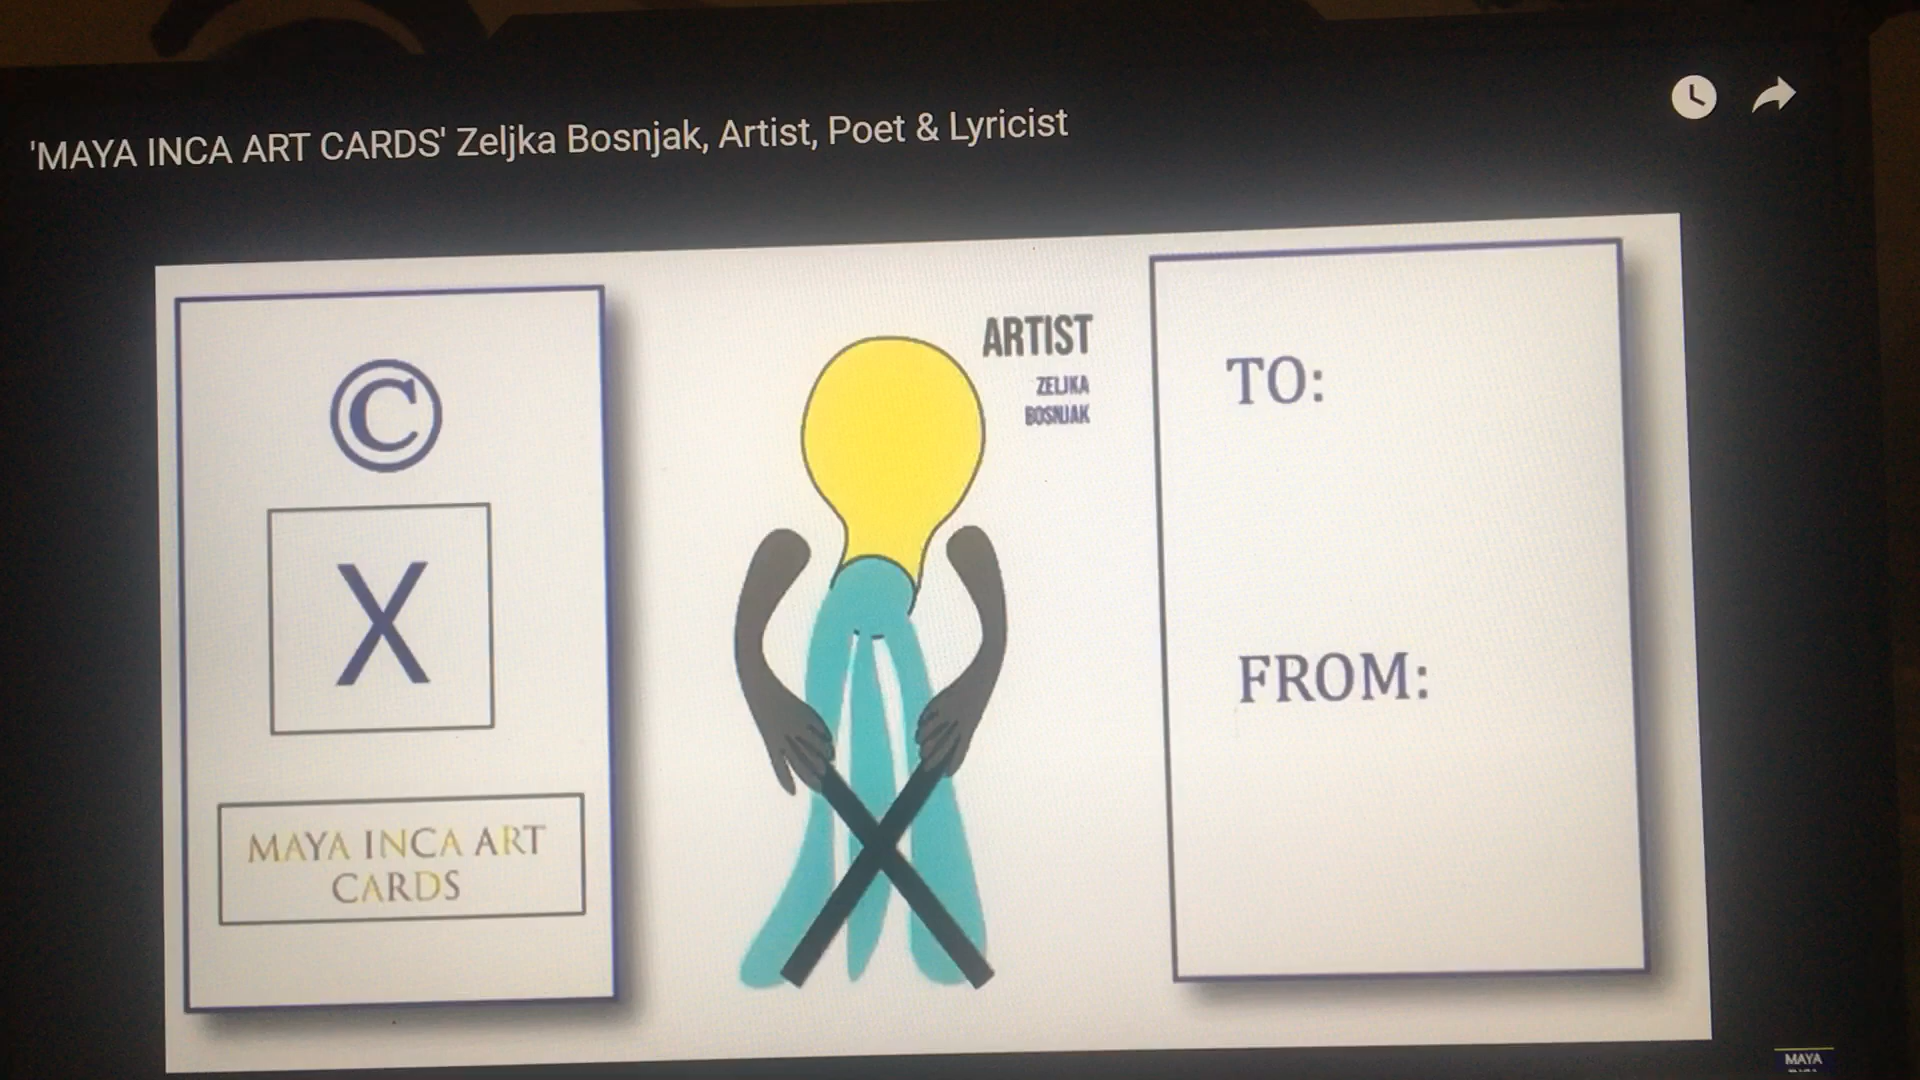 'MAYA INCA ART CARDS' Zeljka Bosnjak, Artist, Poet & Lyricist
©
X
MAYA INCA ART
CARDS
ARTIST
ZELJKA
BOSNJAK
TO:
FROM:
MAYA